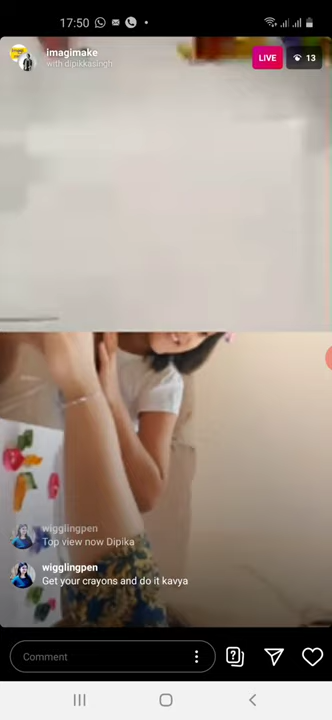 17:50
imagimake
with dipikkasingh
LIVE
13
wigglingpen
Top view now Dipika
wigglingpen
Get your crayons and do it kavya
Comment